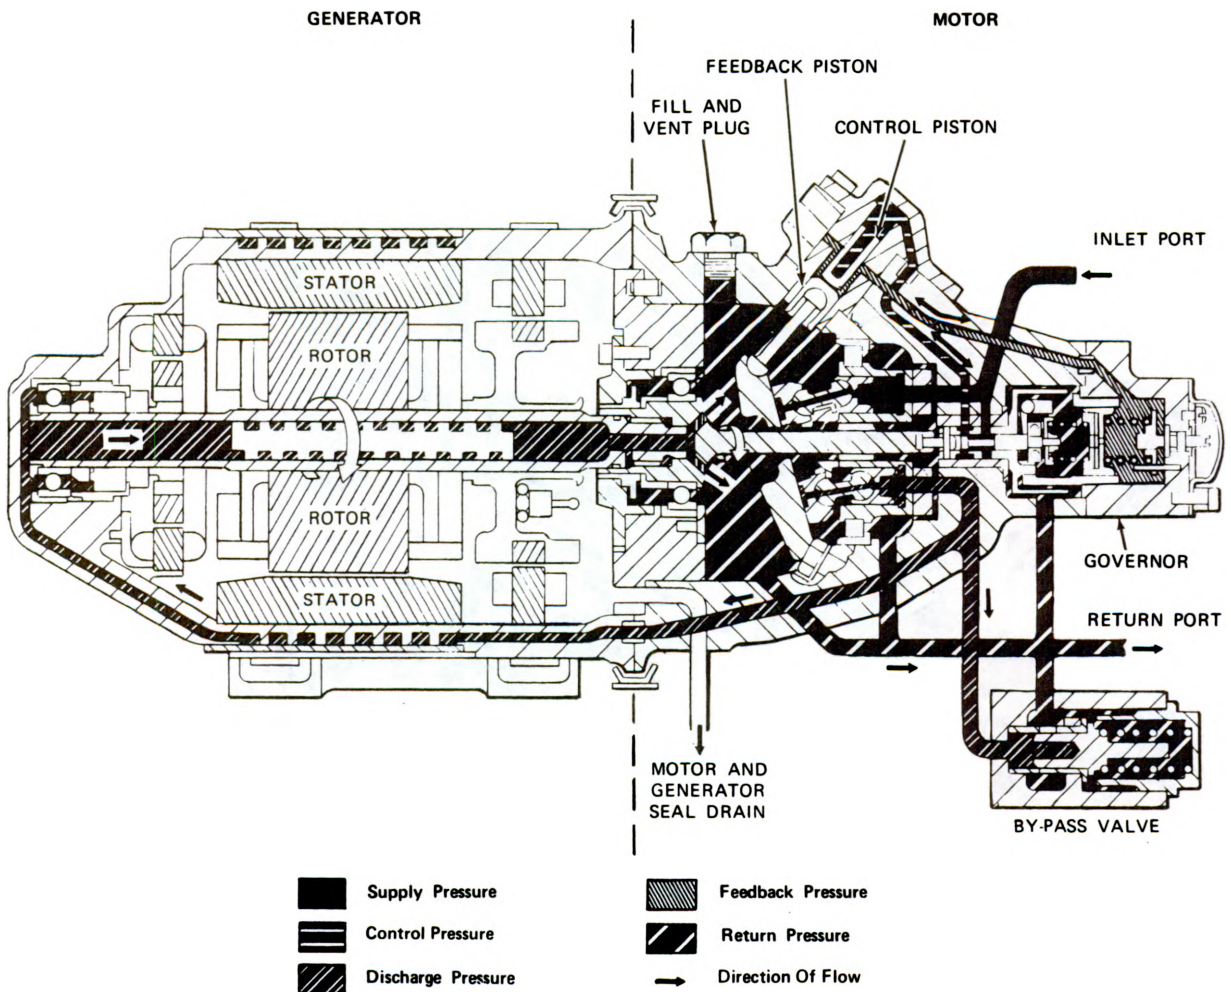 GENERATOR
MOTOR
FEEDBACK PISTON
FILL AND
VENT PLUG
CONTROL PISTON
INLET PORT
STATOR
ROTOR
ROTOR
STATOR
GOVERNOR
RETURN PORT
MOTOR AND
GENERATOR
SEAL DRAIN
BY-PASS VALVE
Supply Pressure
Feedback Pressure
Control Pressure
Return Pressure
Discharge Pressure
Direction Of Flow